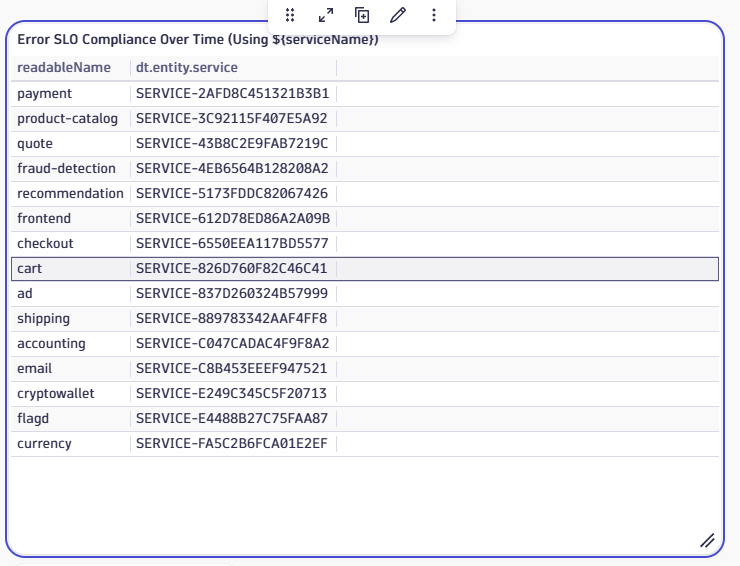 Error SLO Compliance Over Time (Using ${serviceName})
readableName dt.entity.service
payment SERVICE-2AFD8C451321B3B1
product-catalog SERVICE-3C92115F407E5A92
quote SERVICE-43B8C2E9FAB7219C
fraud-detection SERVICE-4EB6564B128208A2
recommendation SERVICE-5173FDDC82067426
frontend SERVICE-612D78ED86A2A09B
checkout SERVICE-6550EEA117BD5577
cart SERVICE-826D760F82C46C41
ad SERVICE-837D260324B57999
shipping SERVICE-889783342AAF4FF8
accounting SERVICE-C047CADAC4F9F8A2
email SERVICE-C8B453EEEF947521
cryptowallet SERVICE-E249C345C5F20713
flagd SERVICE-E4488B27C75FAA87
currency SERVICE-FA5C2B6FCA01E2EF